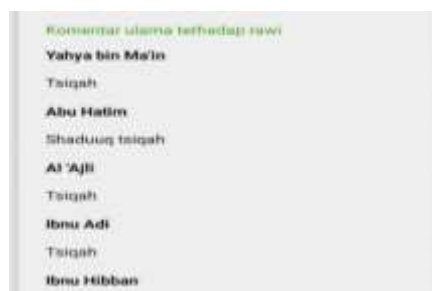 Komentar ulama terhadap rawi
Yahya bin Ma'in
Tsiqah
Abu Hatim
Shaduuq tsiqah
Al 'Ajli
Tsiqah
Ibnu Adi
Tsiqah
Ibnu Hibban